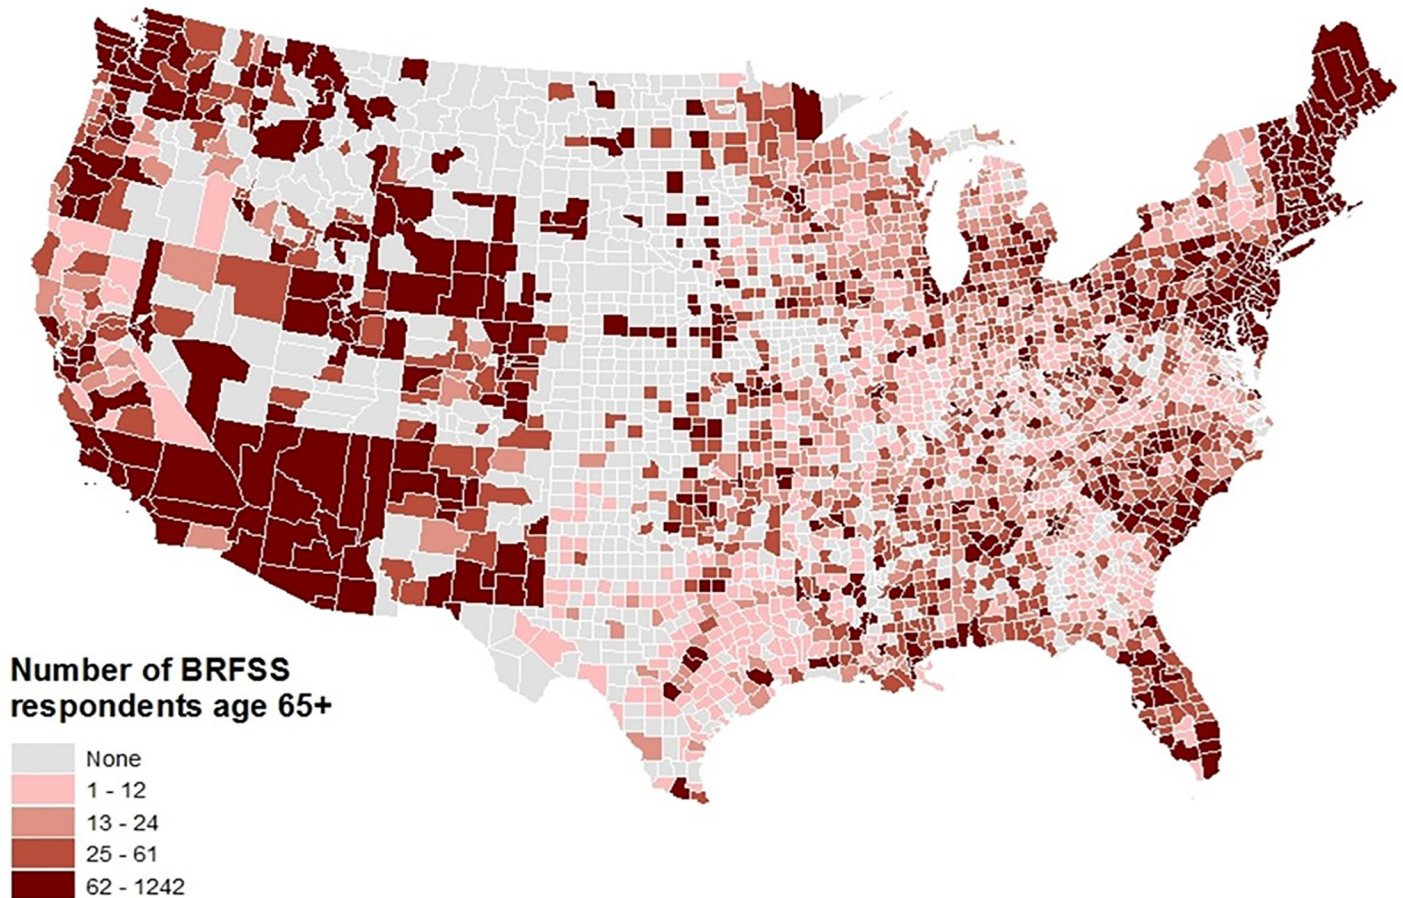 Number of BRFSS
respondents age 65+
None
1 - 12
13 - 24
25 - 61
62 - 1242